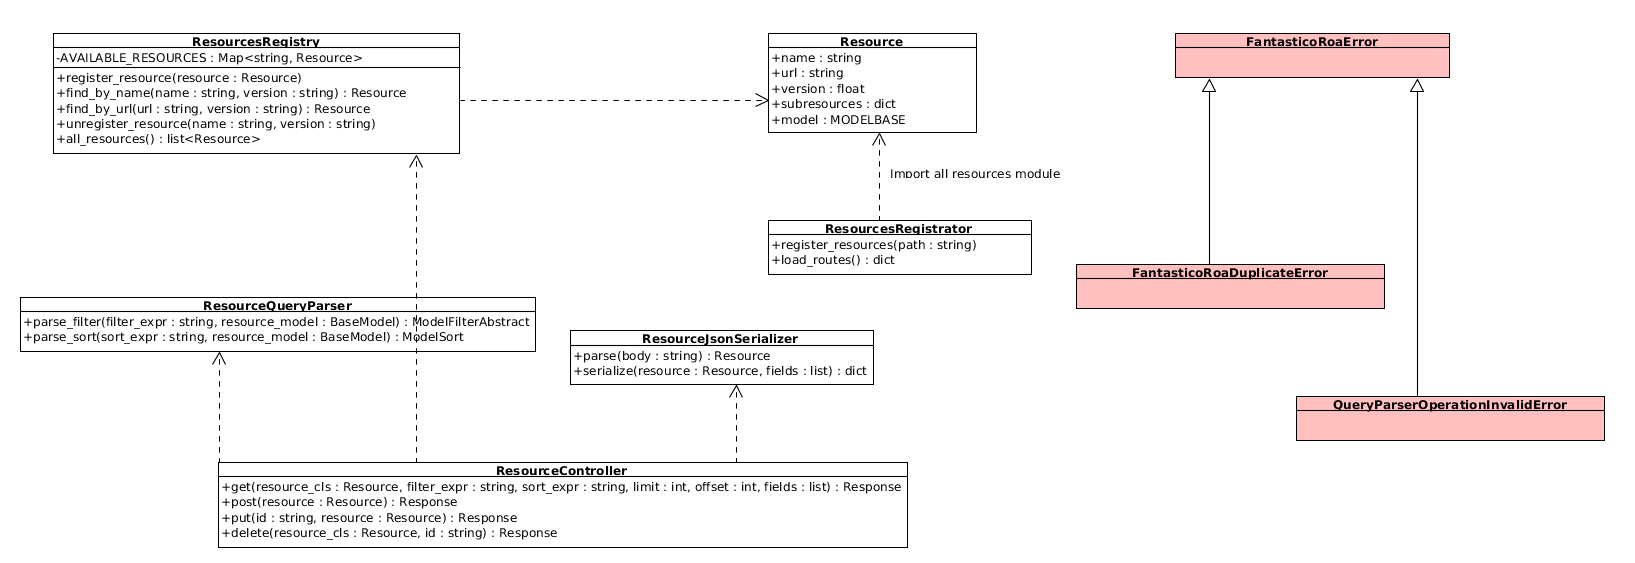 ResourcesRegistry
-AVAILABLE_RESOURCES : Map<string, Resource>
+register_resource(resource : Resource)
+find_by_name(name : string, version : string) : Resource
+find_by_url(url : string, version : string) : Resource
+unregister_resource(name : string, version : string)
+all_resources() : list<Resource>
Resource
+name : string
+url : string
+version : float
+subresources : dict
+model : MODELBASE
FantasticoRoaError
Import all resources module
ResourcesRegistrator
+register_resources(path : string)
+load_routes() : dict
FantasticoRoaDuplicateError
ResourceQueryParser
+parse_filter(filter_expr : string, resource_model : BaseModel) : ModelFilterAbstract
+parse_sort(sort_expr : string, resource_model : BaseModel) : ModelSort
ResourceJsonSerializer
+parse(body : string) : Resource
+serialize(resource : Resource, fields : list) : dict
QueryParserOperationInvalidError
ResourceController
+get(resource_cls : Resource, filter_expr : string, sort_expr : string, limit : int, offset : int, fields : list) : Response
+post(resource : Resource) : Response
+put(id : string, resource : Resource) : Response
+delete(resource_cls : Resource, id : string) : Response